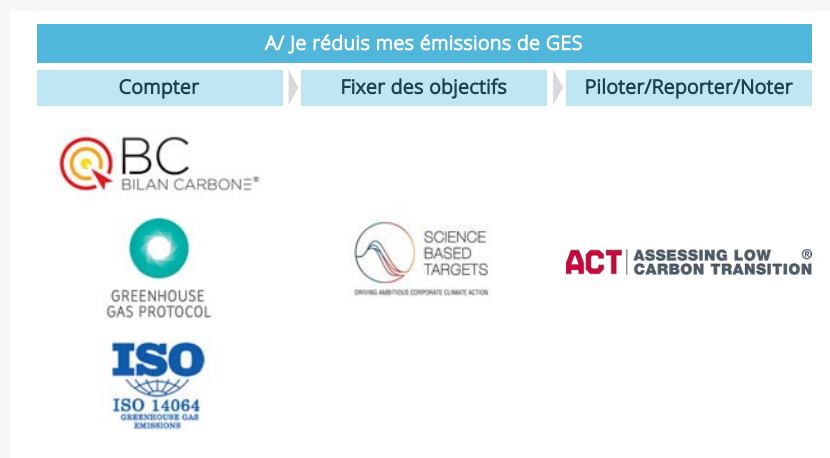 A/ Je réduis mes émissions de GES
Compter
Fixer des objectifs
Piloter/Reporter/Noter
BC
BILAN CARBONE®
GREENHOUSE
GAS PROTOCOL
ISO
ISO 14064
GREENHOUSE GAS
EMISSIONS
SCIENCE
BASED
TARGETS
DRIVING AMBITIOUS CORPORATE CLIMATE ACTION
ACT ASSESSING LOW ®
CARBON TRANSITION